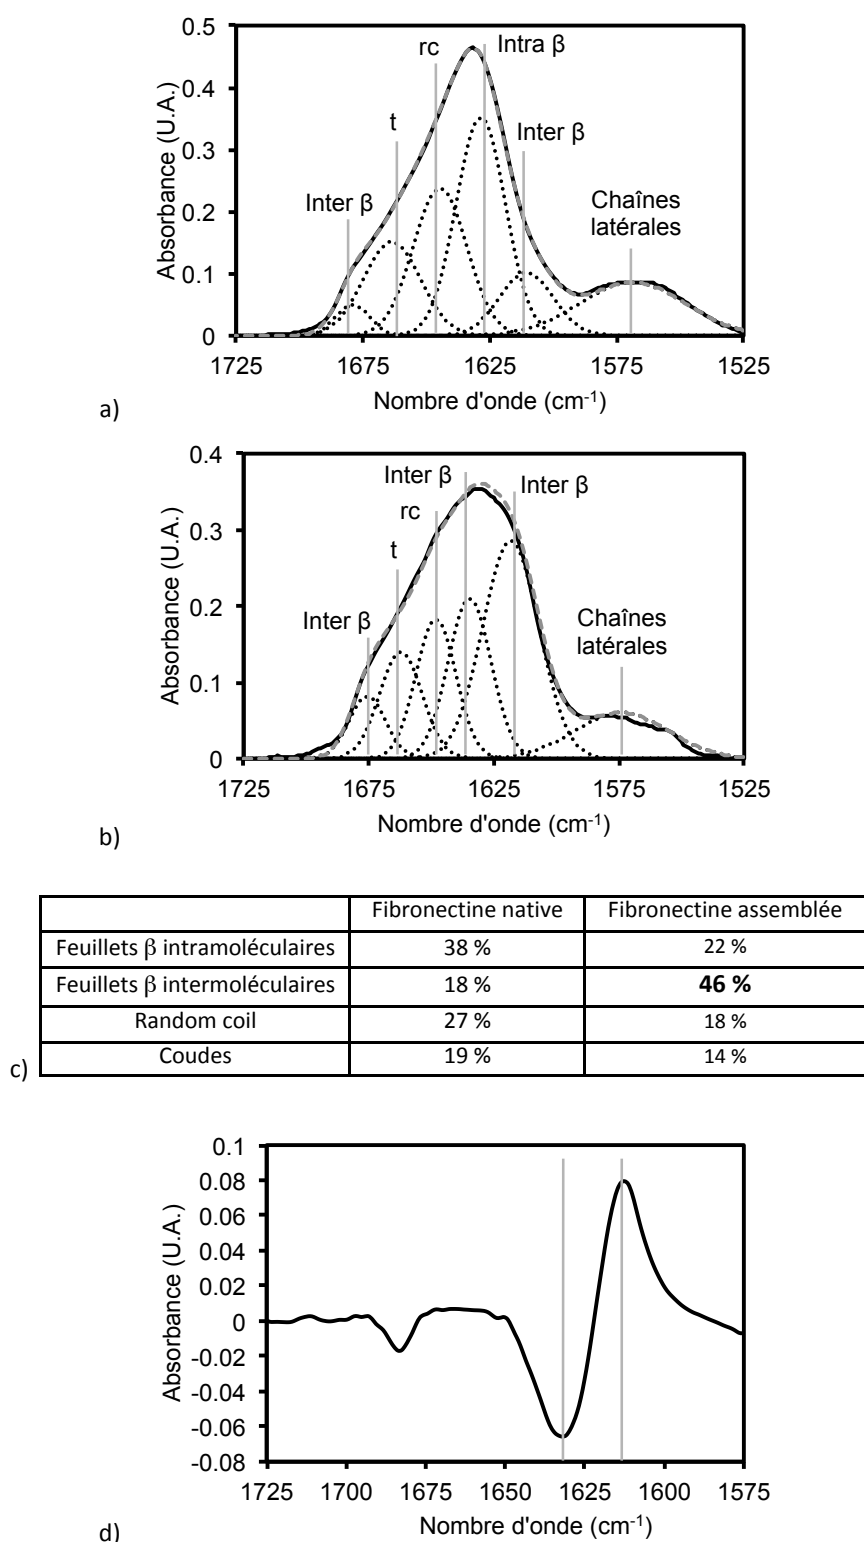 0.5
0.4
0.3
0.2
0.1
0
Absorbance (U.A.)
Inter β
t
rc
Intra β
Inter β
Chaînes
latérales
1725 1675 1625 1575 1525
Nombre d'onde (cm-1)
a)
0.4
0.3
0.2
0.1
0
Absorbance (U.A.)
Inter β
t
rc
Inter β
Inter β
Chaînes
latérales
1725 1675 1625 1575 1525
Nombre d'onde (cm-1)
b)
Fibronectine native Fibronectine assemblée
Feuillets β intramoléculaires 38 % 22 %
Feuillets β intermoléculaires 18 % 46 %
Random coil 27 % 18 %
Coudes 19 % 14 %
c)
0.1
0.08
0.06
0.04
0.02
0
-0.02
-0.04
-0.06
-0.08
Absorbance (U.A.)
1725 1700 1675 1650 1625 1600 1575
Nombre d'onde (cm-1)
d)